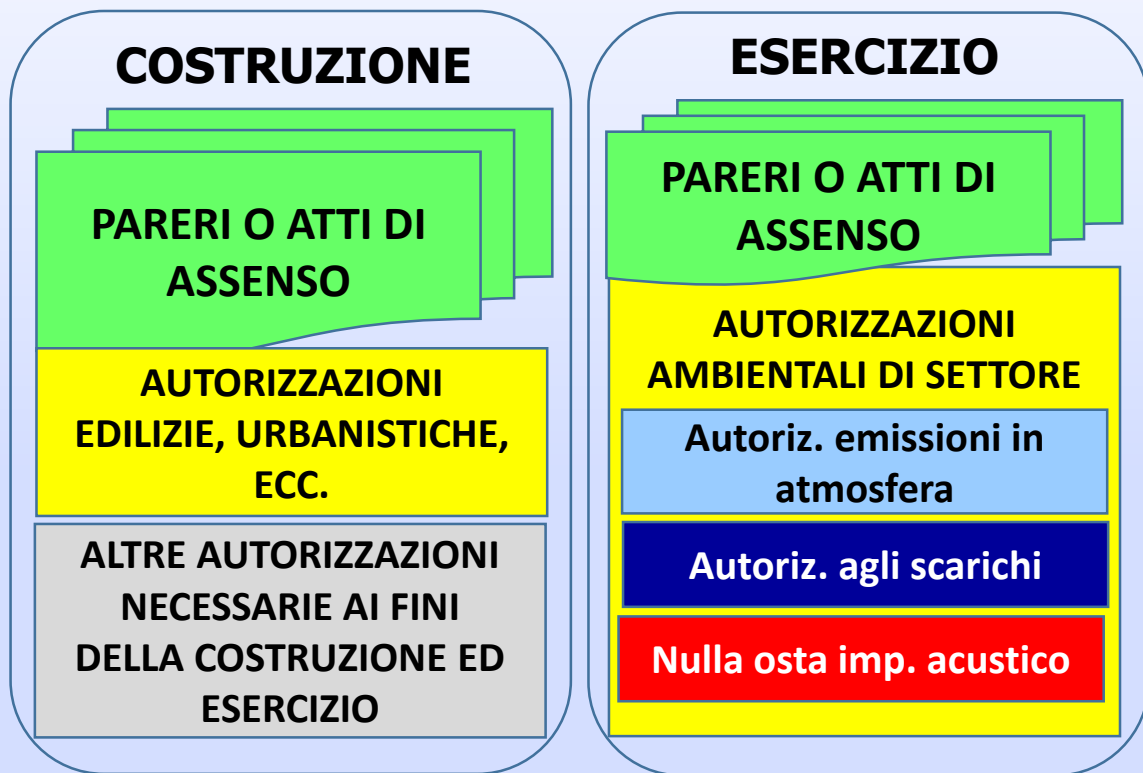 COSTRUZIONE
PARERI O ATTI DI
ASSENSO
AUTORIZZAZIONI
EDILIZIE, URBANISTICHE,
ECC.
ALTRE AUTORIZZAZIONI
NECESSARIE AI FINI
DELLA COSTRUZIONE ED
ESERCIZIO
ESERCIZIO
PARERI O ATTI DI
ASSENSO
AUTORIZZAZIONI
AMBIENTALI DI SETTORE
Autoriz. emissioni in
atmosfera
Autoriz. agli scarichi
Nulla osta imp. acustico